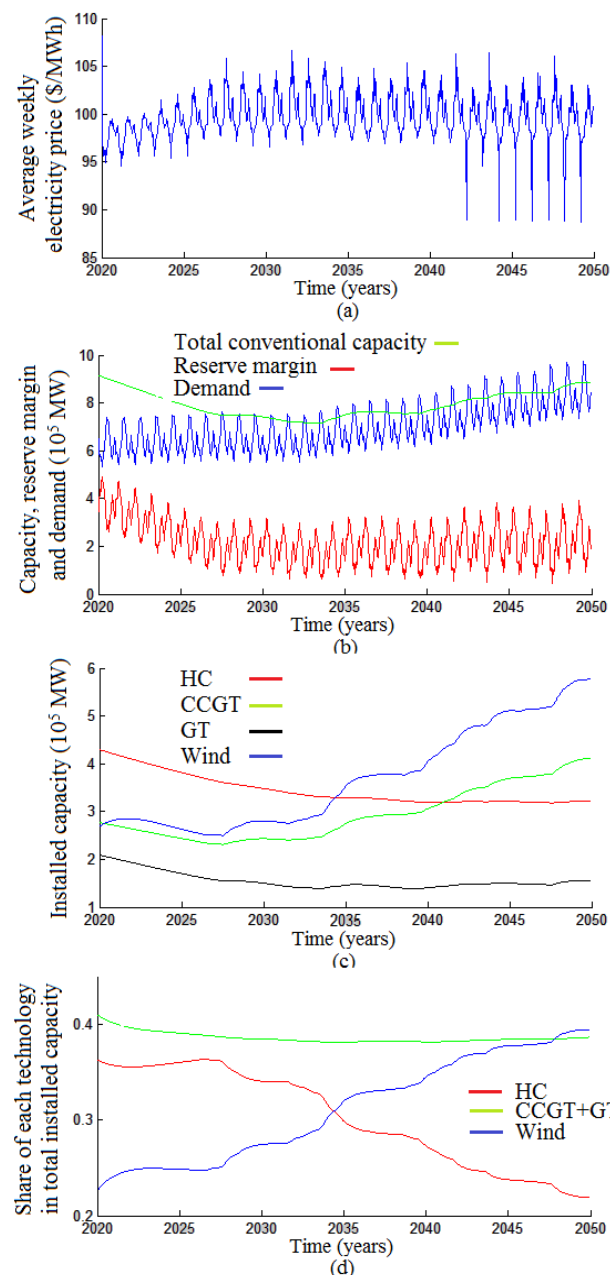 Average weekly
electricity price ($/MWh)
110
105
100
95
90
85
2020 2025 2030 2035 2040 2045 2050
Time (years)
(a)
Total conventional capacity
Reserve margin
Demand
Capacity, reserve margin
and demand (10⁵ MW)
10
8
6
4
2
0
2020 2025 2030 2035 2040 2045 2050
Time (years)
(b)
HC
CCGT
GT
Wind
Installed capacity (10⁵ MW)
6
5
4
3
2
1
2020 2025 2030 2035 2040 2045 2050
Time (years)
(c)
Share of each technology
in total installed capacity
0.4
0.3
0.2
HC
CCGT+GT
Wind
2020 2025 2030 2035 2040 2045 2050
Time (years)
(d)